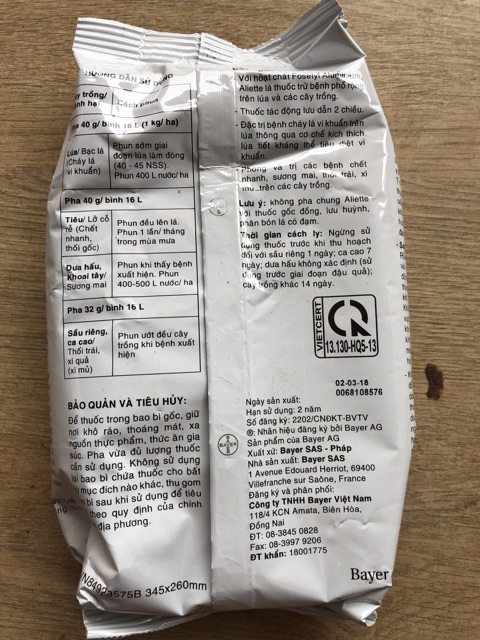 HƯỚNG DẪN SỬ DỤNG
Cách phun
Pha 40 g/ bình 16 L (1 kg/ ha)
Lúa/ Bạc lá
(Cháy lá
vi khuẩn)
Phun sớm giai
đoạn lúa làm đòng
(40 - 45 NSS).
Phun 400 L nước/ ha
Pha 40 g/ bình 16 L
Tiêu/ Lở cổ
rễ (Chết
nhanh,
thối gốc)
Phun đều lên lá.
Phun 1 lần/ tháng
trong mùa mưa
Dưa hấu,
Khoai tây/
Sương mai
Phun khi thấy bệnh
xuất hiện. Phun
400-500 L nước/ ha
Pha 32 g/ bình 16 L
Sầu riêng,
ca cao/
Thối trái,
xì quả
(xì mủ)
Phun ướt đều cây
trồng khi bệnh xuất
hiện
BẢO QUẢN VÀ TIÊU HỦY:
Để thuốc trong bao bì gốc, giữ
nơi khô ráo, thoáng mát, xa
nguồn thực phẩm, thức ăn gia
súc. Pha vừa đủ lượng thuốc
cần sử dụng. Không sử dụng
lại bao bì chứa thuốc cho bất
kì mục đích nào khác, thu gom
bì sau khi sử dụng để tiêu
theo quy định của chính
địa phương.
VN84923575B 345x260mm
- Với hoạt chất Fosetyl Aluminium,
Aliette là thuốc trừ bệnh phổ rộng
trên lúa và các cây trồng.
- Thuốc tác động lưu dẫn 2 chiều.
- Đặc trị bệnh cháy lá vi khuẩn trên
lúa thông qua cơ chế kích thích
lúa tiết kháng thể tiêu diệt vi
khuẩn.
- Phòng và trị các bệnh chết
nhanh, sương mai, thối trái, xì
mủ...trên các cây trồng.
Lưu ý: không pha chung Aliette
với thuốc gốc đồng, lưu huỳnh,
phân bón lá có đạm.
Thời gian cách ly: Ngừng sử
dụng thuốc trước khi thu hoạch
đối với sầu riêng 1 ngày; ca cao 7
ngày; dưa hấu không xác định (sử
dụng trước giai đoạn đậu quả);
cây trồng khác 14 ngày.
VIETCERT
13.130-HQ5-13
02-03-18
0068108576
Ngày sản xuất:
Hạn sử dụng: 2 năm
Số đăng ký: 2202/CNĐKT-BVTV
®: Nhãn hiệu đăng ký bởi Bayer AG
Sản phẩm của Bayer AG
Xuất xứ: Bayer SAS - Pháp
Nhà sản xuất: Bayer SAS
1 Avenue Edouard Herriot, 69400
Villefranche sur Saône, France
Đăng ký và phân phối:
Công ty TNHH Bayer Việt Nam
118/4 KCN Amata, Biên Hòa,
Đồng Nai
ĐT: 08-3845 0828
Fax: 08-3997 9206
ĐT khẩn: 18001775
Bayer